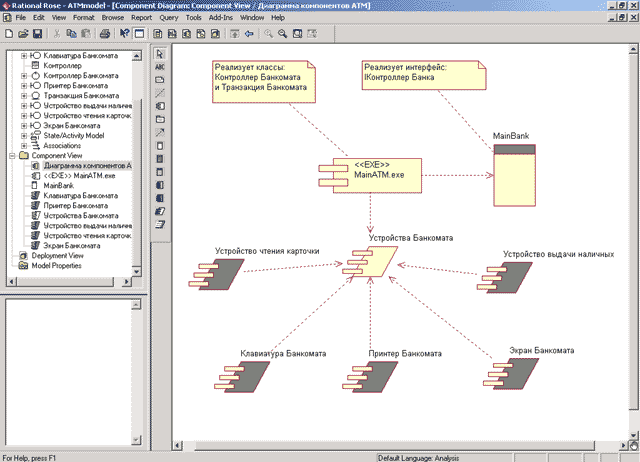 Rational Rose - ATMmodel - [Component Diagram: Component View / Диаграмма компонентов ATM]
File Edit View Format Browse Report Query Tools Add-Ins Window Help
Клавиатура Банкомата
Контроллер
Контроллер Банкомата
Принтер Банкомата
Транзакция Банкомата
Устройство выдачи налични
Устройство чтения карточки
Экран Банкомата
State/Activity Model
Associations
Component View
Диаграмма компонентов А
<<EXE>> MainATM.exe
MainBank
Клавиатура Банкомата
Принтер Банкомата
Устройства Банкомата
Устройство выдачи наличн
Устройство чтения карточк
Экран Банкомата
Deployment View
Model Properties
ABC
Реализует классы:
Контроллер Банкомата
и Транзакция Банкомата
Реализует интерфейс:
IКонтроллер Банка
MainBank
<<EXE>>
MainATM.exe
Устройства Банкомата
Устройство чтения карточки
Устройство выдачи наличных
Клавиатура Банкомата
Принтер Банкомата
Экран Банкомата
For Help, press F1
Default Language: Analysis